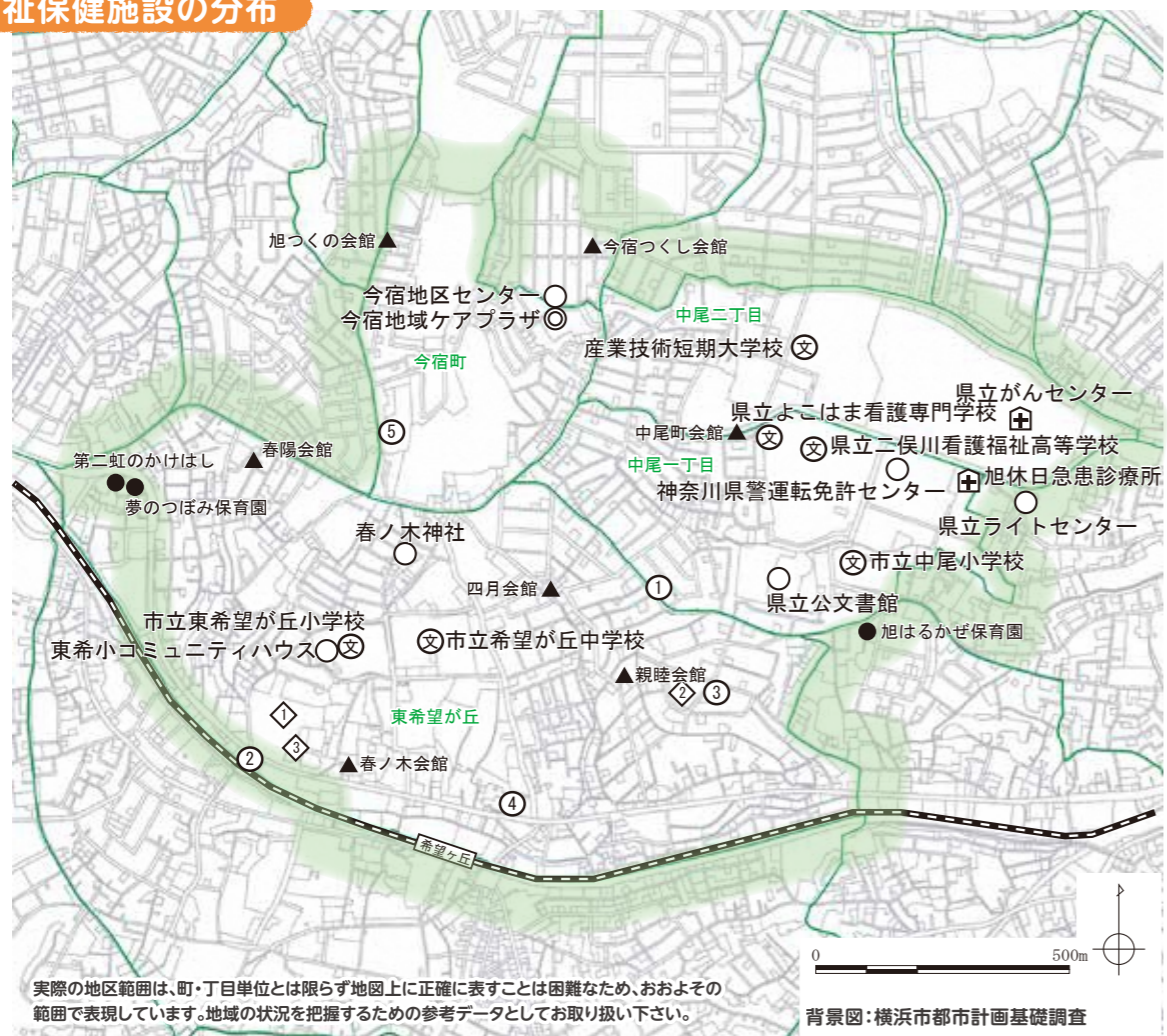 祉保健施設の分布
旭つくの会館
今宿つくし会館
今宿地区センター
今宿地域ケアプラザ
中尾二丁目
産業技術短期大学校
文
今宿町
県立がんセンター
県立よこはま看護専門学校
中尾町会館
文
文
県立二俣川看護福祉高等学校
5
春陽会館
中尾一丁目
第二虹のかけはし
神奈川県警運転免許センター
旭休日急患診療所
夢のつぼみ保育園
県立ライトセンター
春ノ木神社
文
市立中尾小学校
四月会館
1
県立公文書館
市立東希望が丘小学校
旭はるかぜ保育園
東希小コミュニティハウス
文
文
市立希望が丘中学校
親睦会館
2
3
1
東希望が丘
3
2
春ノ木会館
4
希望ヶ丘
0
500m
実際の地区範囲は、町・丁目単位とは限らず地図上に正確に表すことは困難なため、おおよその
範囲で表現しています。地域の状況を把握するための参考データとしてお取り扱い下さい。
背景図:横浜市都市計画基礎調査